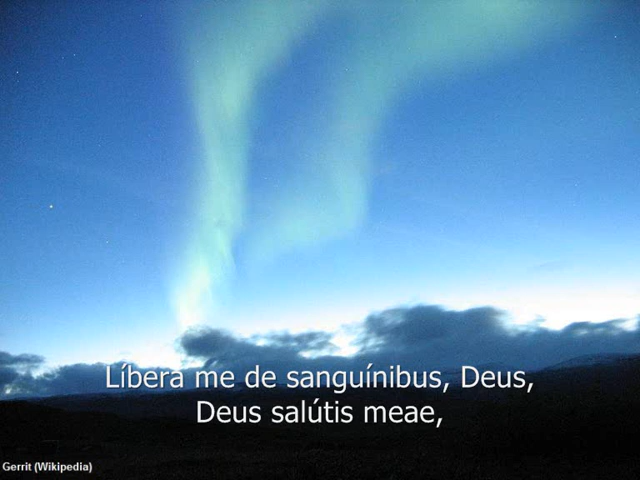 Líbera me de sanguínibus, Deus,
Deus salútis meae,
Gerrit (Wikipedia)